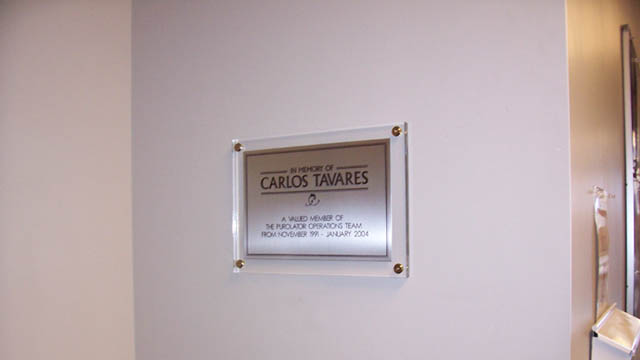 IN MEMORY OF
CARLOS TAVARES
A VALUED MEMBER OF
THE PUROLATOR OPERATIONS TEAM
FROM NOVEMBER 1991 - JANUARY 2004